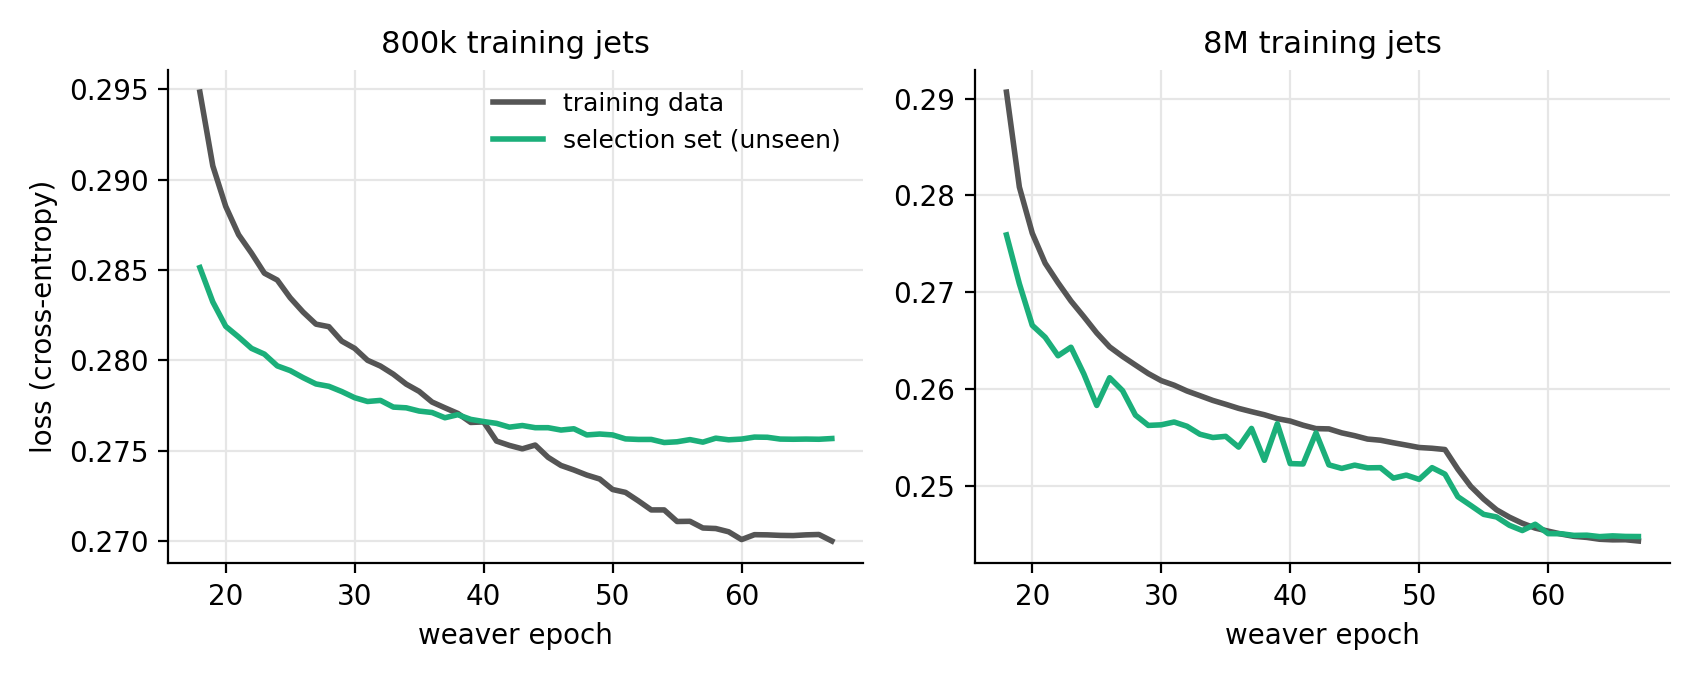 800k training jets
0.295
0.290
0.285
0.280
0.275
0.270
loss (cross-entropy)
training data
selection set (unseen)
20 30 40 50 60
weaver epoch
8M training jets
0.29
0.28
0.27
0.26
0.25
20 30 40 50 60
weaver epoch